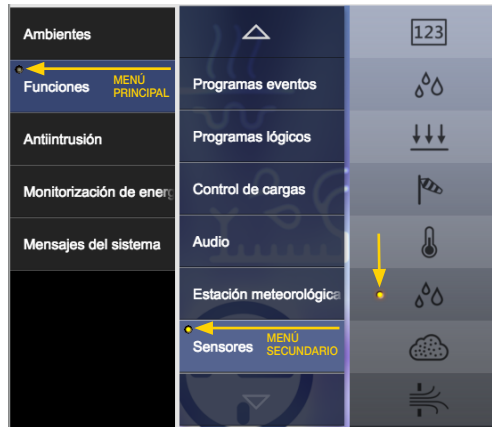 Ambientes
Funciones
MENÚ
PRINCIPAL
Antiintrusión
Monitorización de energ
Mensajes del sistema
Programas eventos
Programas lógicos
Control de cargas
Audio
Estación meteorológica
Sensores
MENÚ
SECUNDARIO
123